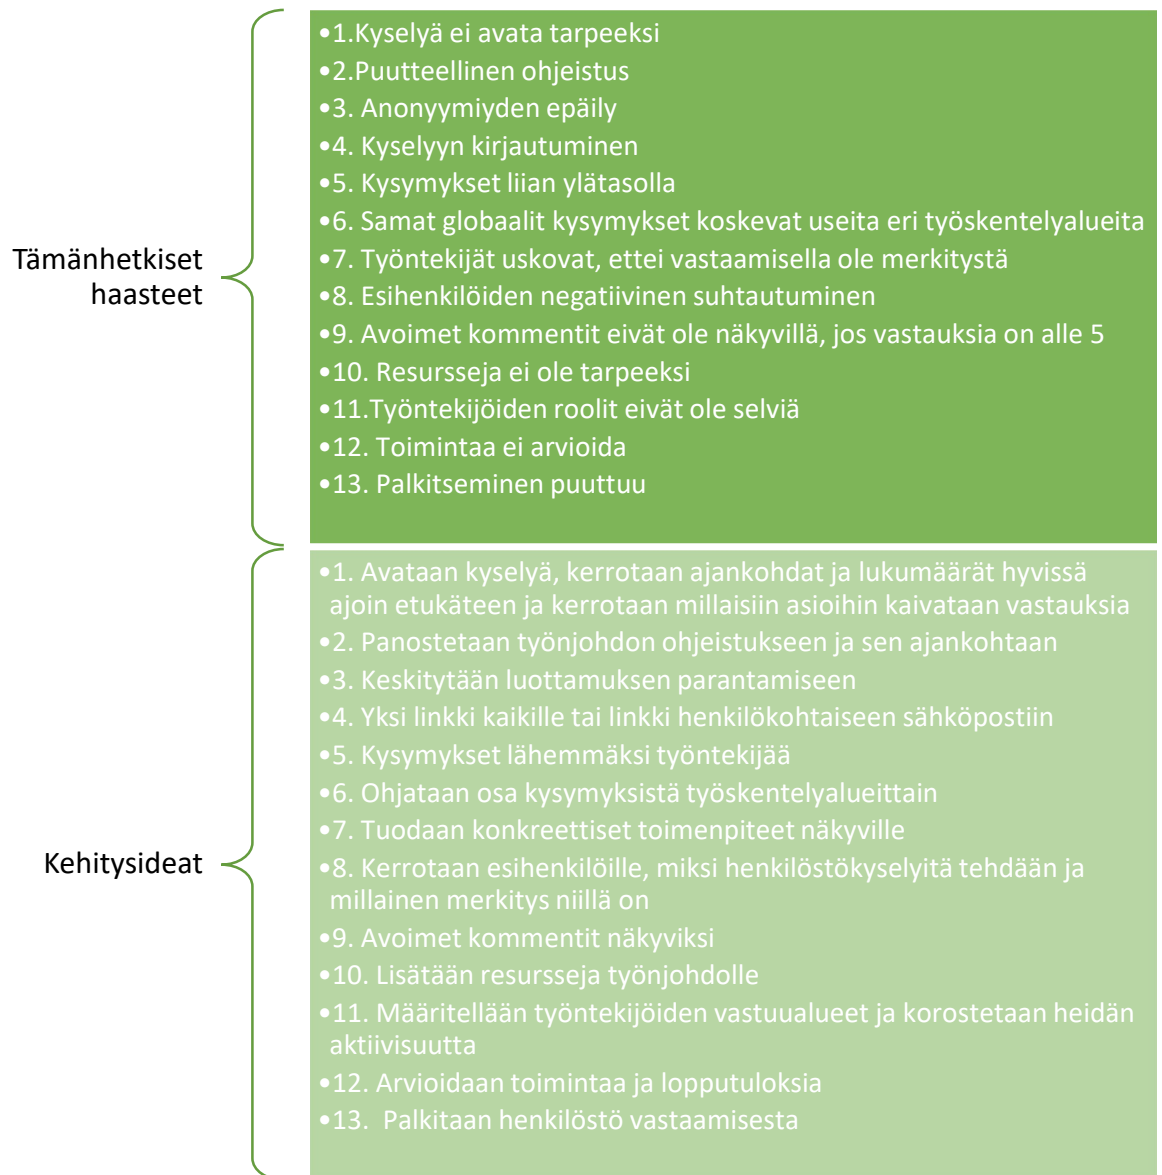 Tämänhetkiset
haasteet
•1.Kyselyä ei avata tarpeeksi
•2.Puutteellinen ohjeistus
•3. Anonyymiyden epäily
•4. Kyselyyn kirjautuminen
•5. Kysymykset liian ylätasolla
•6. Samat globaalit kysymykset koskevat useita eri työskentelyalueita
•7. Työntekijät uskovat, ettei vastaamisella ole merkitystä
•8. Esihenkilöiden negatiivinen suhtautuminen
•9. Avoimet kommentit eivät ole näkyvillä, jos vastauksia on alle 5
•10. Resursseja ei ole tarpeeksi
•11.Työntekijöiden roolit eivät ole selviä
•12. Toimintaa ei arvioida
•13. Palkitseminen puuttuu
Kehitysideat
•1. Avataan kyselyä, kerrotaan ajankohdat ja lukumäärät hyvissä
ajoin etukäteen ja kerrotaan millaisiin asioihin kaivataan vastauksia
•2. Panostetaan työnjohdon ohjeistukseen ja sen ajankohtaan
•3. Keskitytään luottamuksen parantamiseen
•4. Yksi linkki kaikille tai linkki henkilökohtaiseen sähköpostiin
•5. Kysymykset lähemmäksi työntekijää
•6. Ohjataan osa kysymyksistä työskentelyalueittain
•7. Tuodaan konkreettiset toimenpiteet näkyville
•8. Kerrotaan esihenkilöille, miksi henkilöstökyselyitä tehdään ja
millainen merkitys niillä on
•9. Avoimet kommentit näkyviksi
•10. Lisätään resursseja työnjohdolle
•11. Määritellään työntekijöiden vastuualueet ja korostetaan heidän
aktiivisuutta
•12. Arvioidaan toimintaa ja lopputuloksia
•13. Palkitaan henkilöstö vastaamisesta